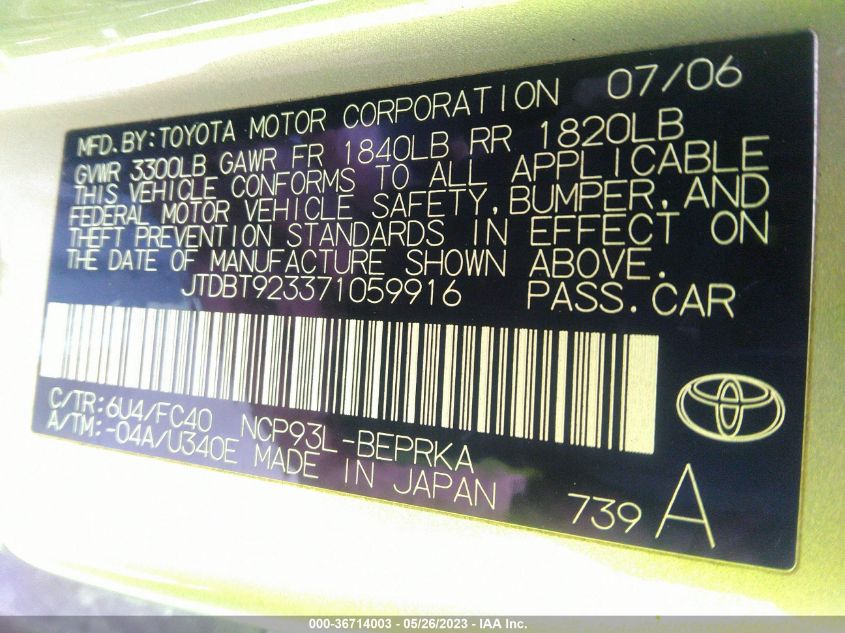 MFD.BY:TOYOTA MOTOR CORPORATION 07/06
GVWR 3300LB GAWR FR 1840LB RR 1820LB
THIS VEHICLE CONFORMS TO ALL APPLICABLE
FEDERAL MOTOR VEHICLE SAFETY, BUMPER, AND
THEFT PREVENTION STANDARDS IN EFFECT ON
THE DATE OF MANUFACTURE SHOWN ABOVE.
JTDBT923371059916 PASS.CAR
C/TR:6U4/FC40 NCP93L-BEPRKA
A/TM:-04A/U340E MADE IN JAPAN
739 A
000-36714003 - 05/26/2023 - IAA Inc.